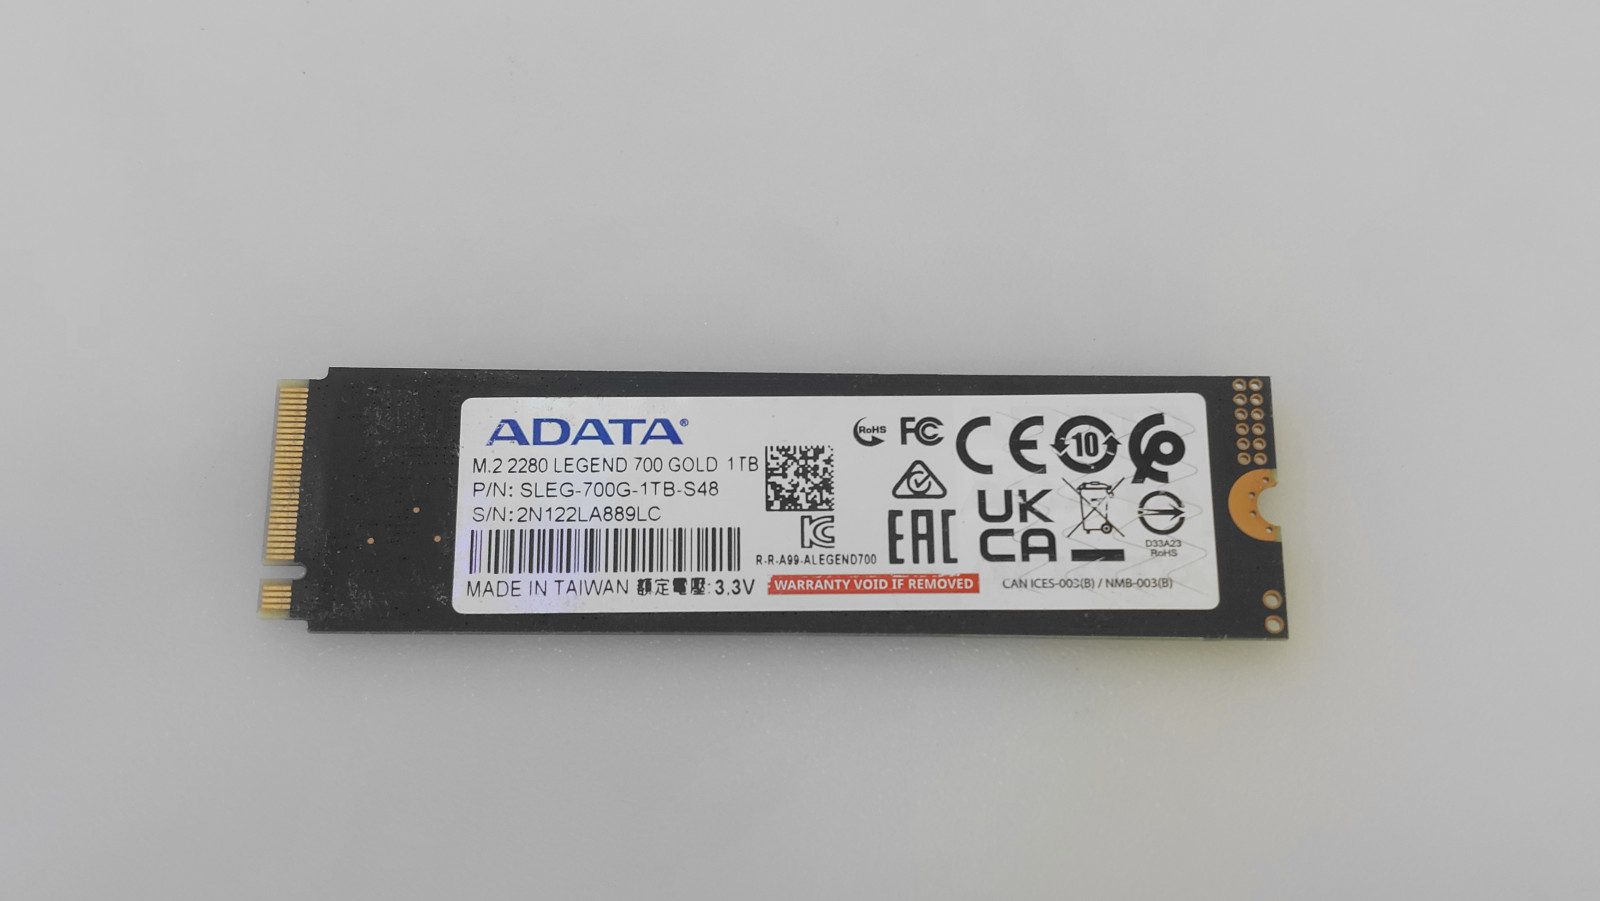 ADATA®
M.2 2280 LEGEND 700 GOLD 1TB
P/N: SLEG-700G-1TB-S48
S/N:2N122LA889LC
MADE IN TAIWAN 額定電壓: 3.3V
RoHS
FC
CE
10
R-R-A99-ALEGEND700
EAC
UK
CA
D33A23
RoHS
WARRANTY VOID IF REMOVED
CAN ICES-003(B) / NMB-003(B)